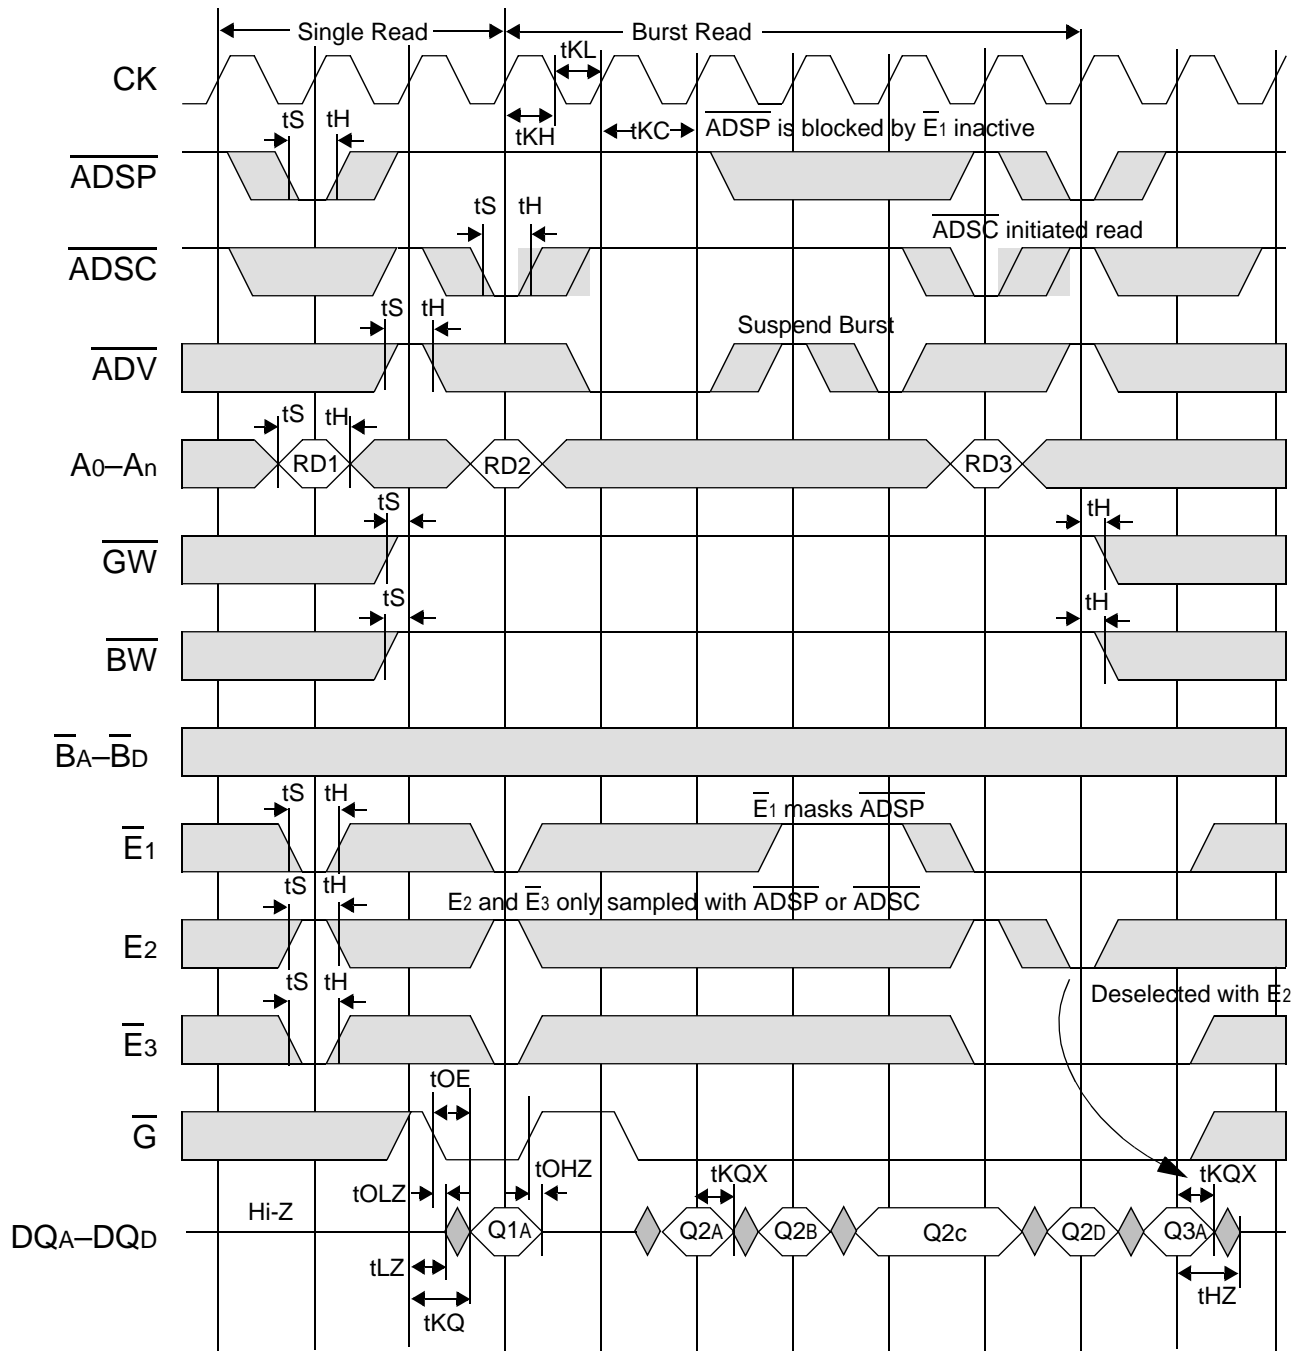 Single Read
Burst Read
CK
tKL
tKH
tKC
ADSP is blocked by E1 inactive
tS
tH
ADSP
tS
tH
ADSC initiated read
ADSC
tS
tH
Suspend Burst
ADV
tS
tH
A0–An
RD1
RD2
RD3
tS
tH
GW
tS
tH
BW
BA–BD
tS
tH
E1 masks ADSP
E1
tS
tH
E2 and E3 only sampled with ADSP or ADSC
E2
tS
tH
Deselected with E2
E3
tOE
G
tOLZ
tOHZ
tKQX
tKQX
Hi-Z
DQA–DQD
Q1A
Q2A
Q2B
Q2c
Q2D
Q3A
tLZ
tHZ
tKQ